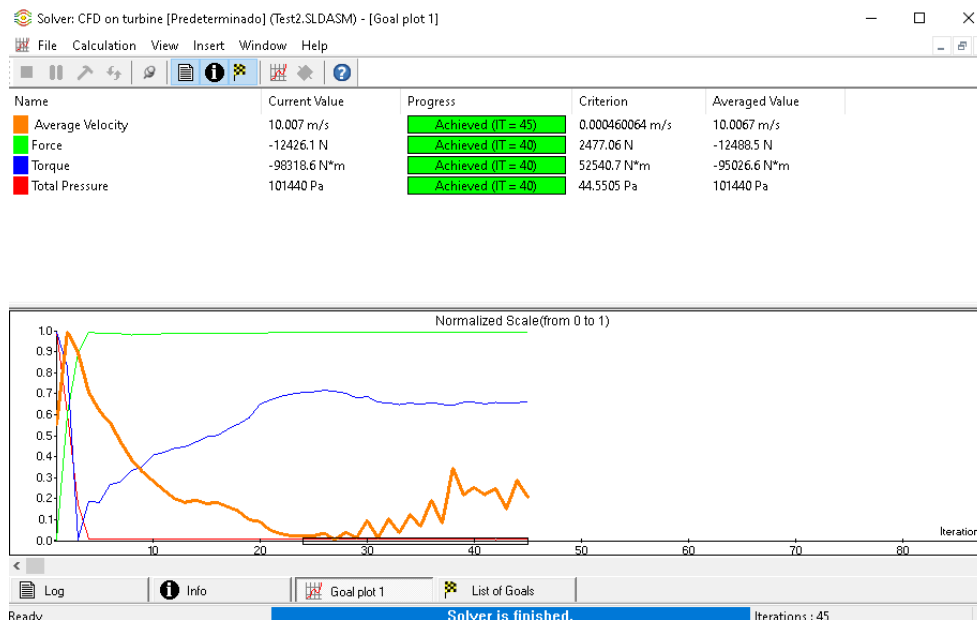 Solver: CFD on turbine [Predeterminado] (Test2.SLDASM) - [Goal plot 1]
File Calculation View Insert Window Help
Name Current Value Progress Criterion Averaged Value
Average Velocity 10.007 m/s Achieved (IT = 45) 0.000460064 m/s 10.0067 m/s
Force -12426.1 N Achieved (IT = 40) 2477.06 N -12488.5 N
Torque -98318.6 N*m Achieved (IT = 40) 52540.7 N*m -95026.6 N*m
Total Pressure 101440 Pa Achieved (IT = 40) 44.5505 Pa 101440 Pa
Normalized Scale(from 0 to 1)
1.0
0.9
0.8
0.7
0.6
0.5
0.4
0.3
0.2
0.1
0.0
Iteration
10 20 30 40 50 60 70 80
Log Info Goal plot 1 List of Goals
Ready Solver is finished. Iterations : 45